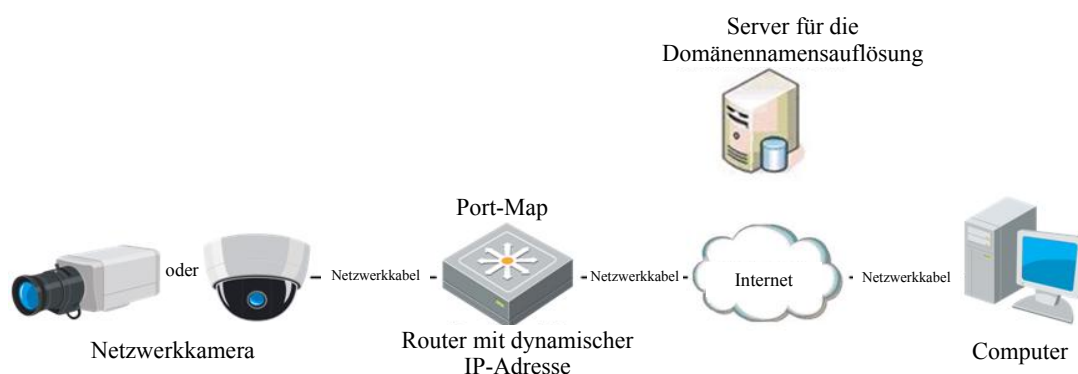 Server für die
Domänennamensauflösung
Port-Map
oder
Netzwerkkabel
Netzwerkkabel
Internet
Netzwerkkabel
Netzwerkkamera
Router mit dynamischer
IP-Adresse
Computer